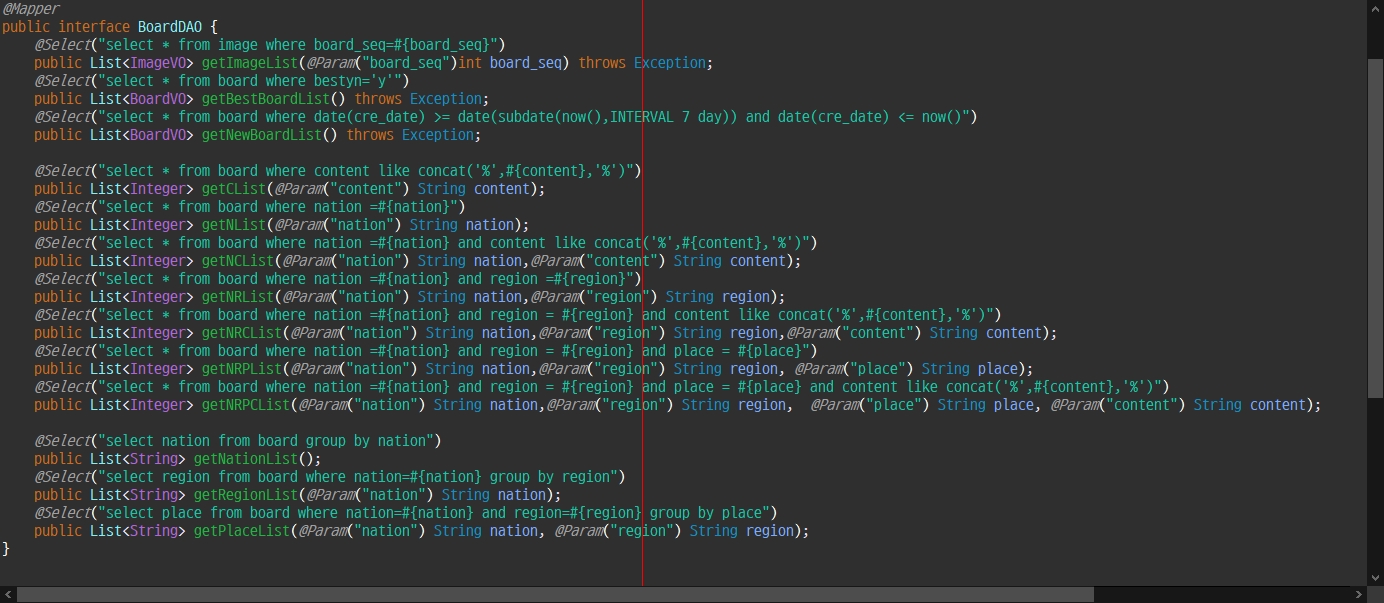 @Mapper
public interface BoardDAO {
    @Select("select * from image where board_seq=#{board_seq}")
    public List<ImageVO> getImageList(@Param("board_seq")int board_seq) throws Exception;
    @Select("select * from board where bestyn='y'")
    public List<BoardVO> getBestBoardList() throws Exception;
    @Select("select * from board where date(cre_date) >= date(subdate(now(),INTERVAL 7 day)) and date(cre_date) <= now()")
    public List<BoardVO> getNewBoardList() throws Exception;

    @Select("select * from board where content like concat('%',#{content},'%')")
    public List<Integer> getCList(@Param("content") String content);
    @Select("select * from board where nation =#{nation}")
    public List<Integer> getNList(@Param("nation") String nation);
    @Select("select * from board where nation =#{nation} and content like concat('%',#{content},'%')")
    public List<Integer> getNCList(@Param("nation") String nation,@Param("content") String content);
    @Select("select * from board where nation =#{nation} and region =#{region}")
    public List<Integer> getNRList(@Param("nation") String nation,@Param("region") String region);
    @Select("select * from board where nation =#{nation} and region = #{region} and content like concat('%',#{content},'%')")
    public List<Integer> getNRCList(@Param("nation") String nation,@Param("region") String region,@Param("content") String content);
    @Select("select * from board where nation =#{nation} and region = #{region} and place = #{place}")
    public List<Integer> getNRPList(@Param("nation") String nation,@Param("region") String region, @Param("place") String place);
    @Select("select * from board where nation =#{nation} and region = #{region} and place = #{place} and content like concat('%',#{content},'%')")
    public List<Integer> getNRPCList(@Param("nation") String nation,@Param("region") String region,  @Param("place") String place, @Param("content") String content);

    @Select("select nation from board group by nation")
    public List<String> getNationList();
    @Select("select region from board where nation=#{nation} group by region")
    public List<String> getRegionList(@Param("nation") String nation);
    @Select("select place from board where nation=#{nation} and region=#{region} group by place")
    public List<String> getPlaceList(@Param("nation") String nation, @Param("region") String region);
}